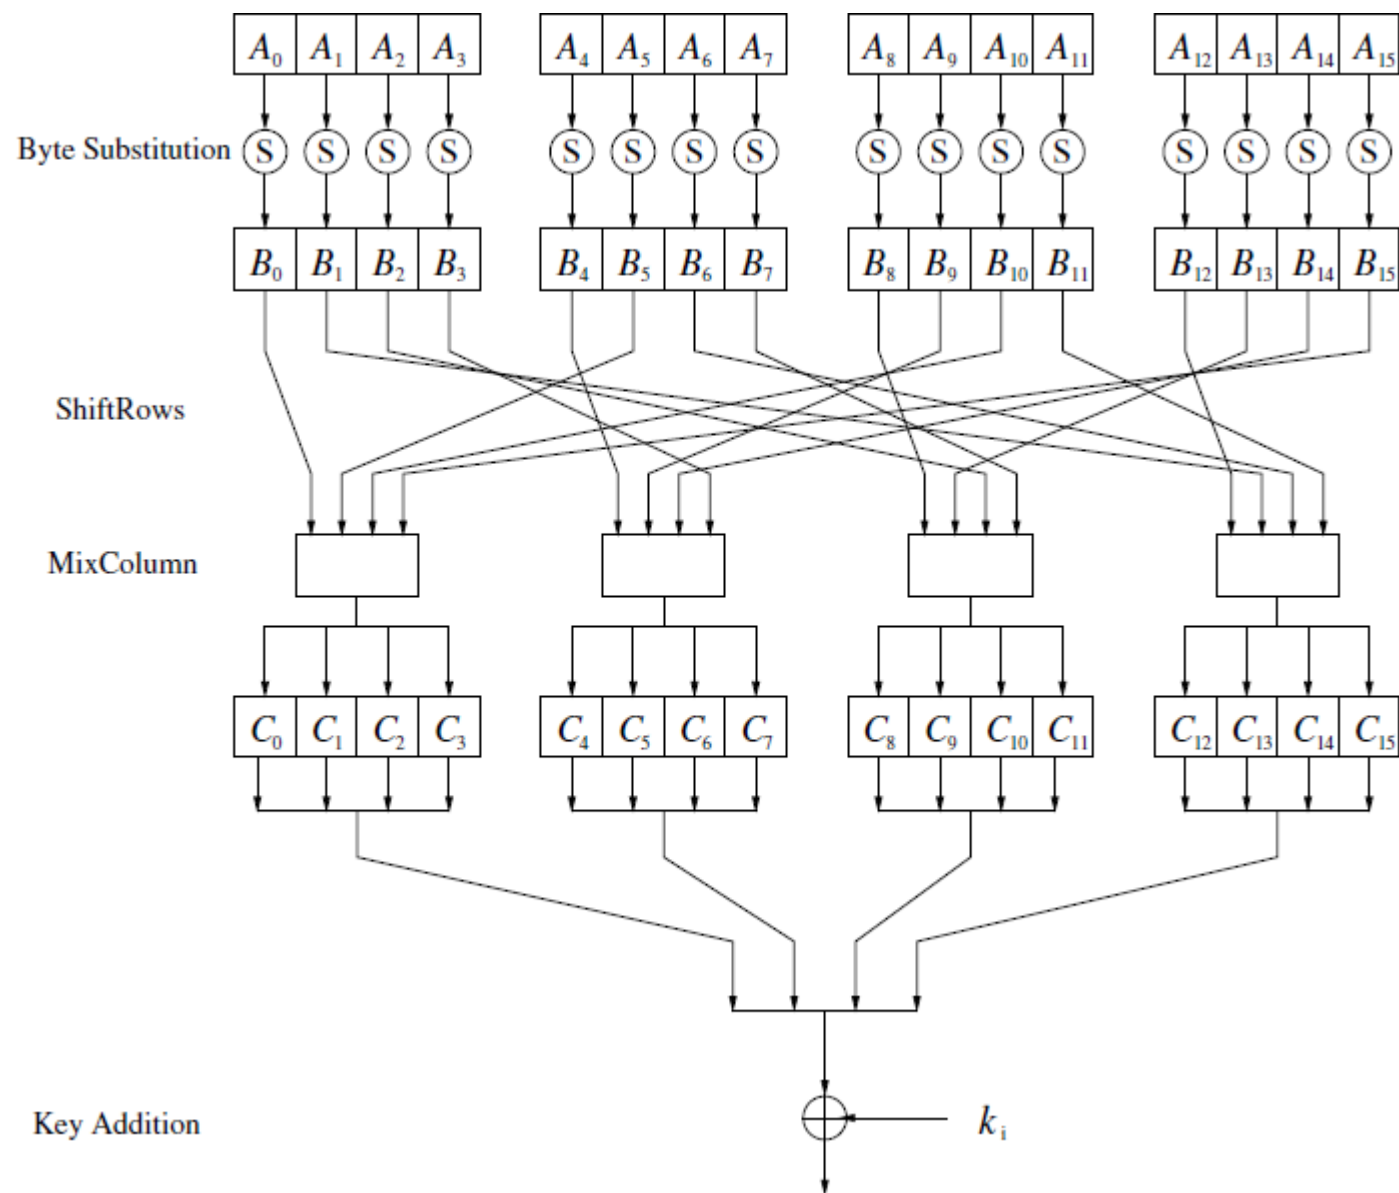 A₀ A₁ A₂ A₃ A₄ A₅ A₆ A₇ A₈ A₉ A₁₀ A₁₁ A₁₂ A₁₃ A₁₄ A₁₅
Byte Substitution S S S S S S S S S S S S S S S S
B₀ B₁ B₂ B₃ B₄ B₅ B₆ B₇ B₈ B₉ B₁₀ B₁₁ B₁₂ B₁₃ B₁₄ B₁₅
ShiftRows
MixColumn
C₀ C₁ C₂ C₃ C₄ C₅ C₆ C₇ C₈ C₉ C₁₀ C₁₁ C₁₂ C₁₃ C₁₄ C₁₅
Key Addition kᵢ